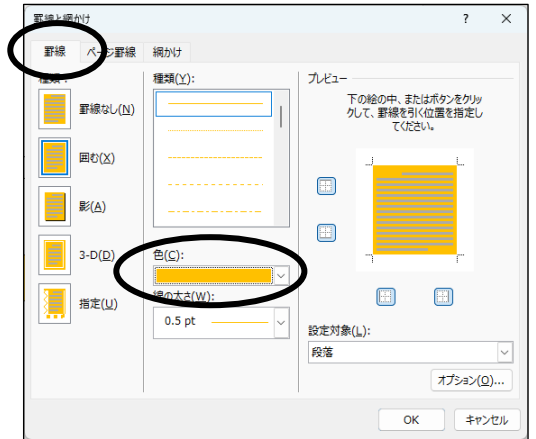 罫線と網かけ
?
罫線
ページ罫線
網かけ
種類:
罫線なし(N)
囲む(X)
影(A)
3-D(D)
指定(U)
種類(Y):
色(C):
線の太さ(W):
0.5 pt
プレビュー
下の絵の中、またはボタンをクリッ
クして、罫線を引く位置を指定し
てください。
設定対象(L):
段落
オプション(O)...
OK
キャンセル